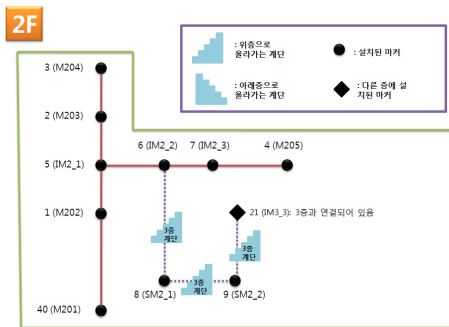 2F
: 위층으로
올라가는 계단
: 설치된 마커
: 아래층으로
올라가는 계단
: 다른 층에 설
치된 마커
3 (M204)
2 (M203)
6 (IM2_2)
7 (IM2_3)
4 (M205)
5 (IM2_1)
1 (M202)
21 (IM3_3): 3층과 연결되어 있음
3층
계단
3층
계단
3층
계단
8 (SM2_1)
9 (SM2_2)
40 (M201)